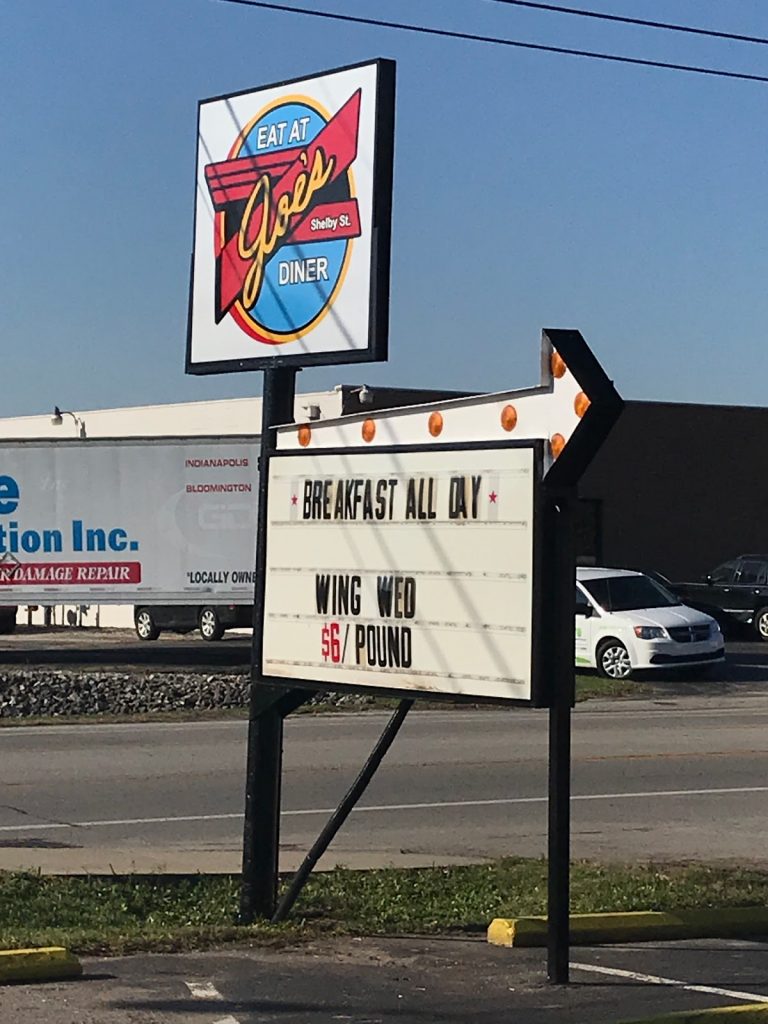 EAT AT
Joe's
Shelby St.
DINER
BREAKFAST ALL DAY
WING WED
$6/POUND
INDIANAPOLIS
BLOOMINGTON
e
tion Inc.
DAMAGE REPAIR
*LOCALLY OWNE